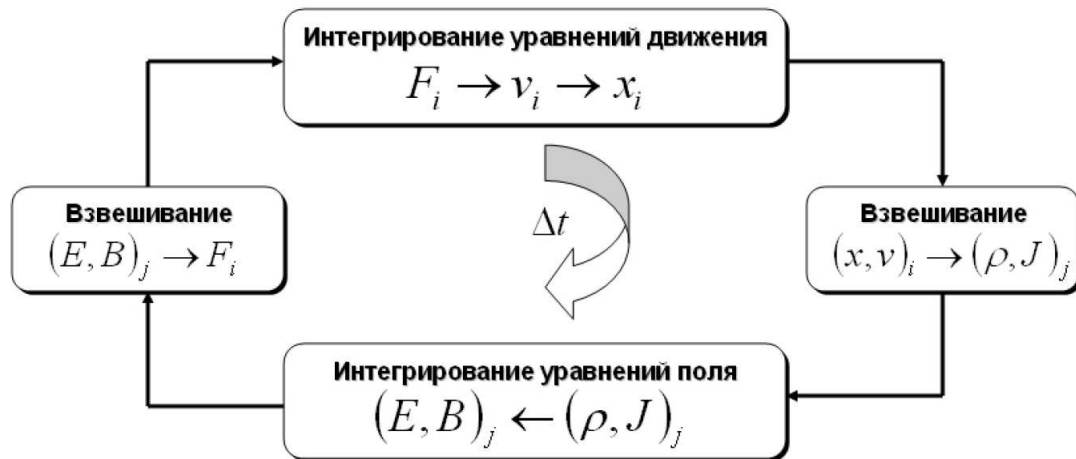 Интегрирование уравнений движения
F_i → v_i → x_i
Взвешивание
(E, B)_j → F_i
Δt
Взвешивание
(x, v)_i → (ρ, J)_j
Интегрирование уравнений поля
(E, B)_j ← (ρ, J)_j